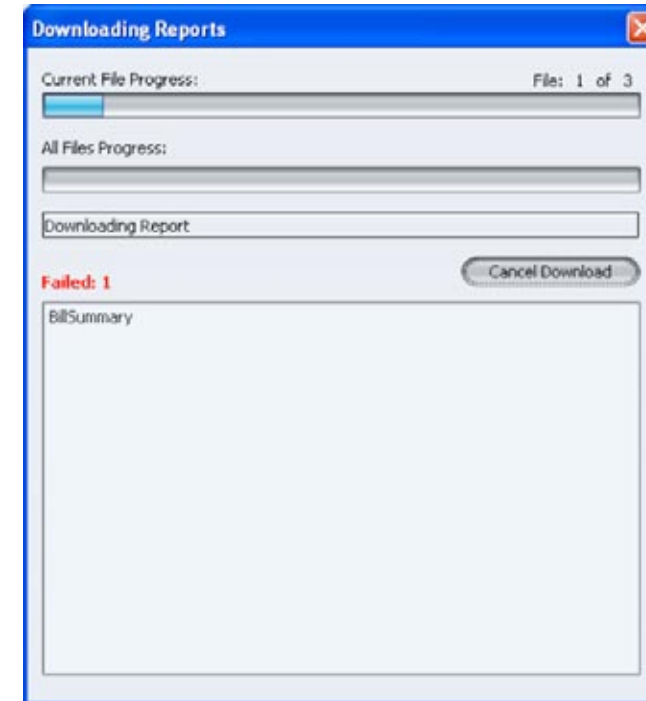 Downloading Reports
Current File Progress: File: 1 of 3
All Files Progress:
Downloading Report
Cancel Download
Failed: 1
BillSummary